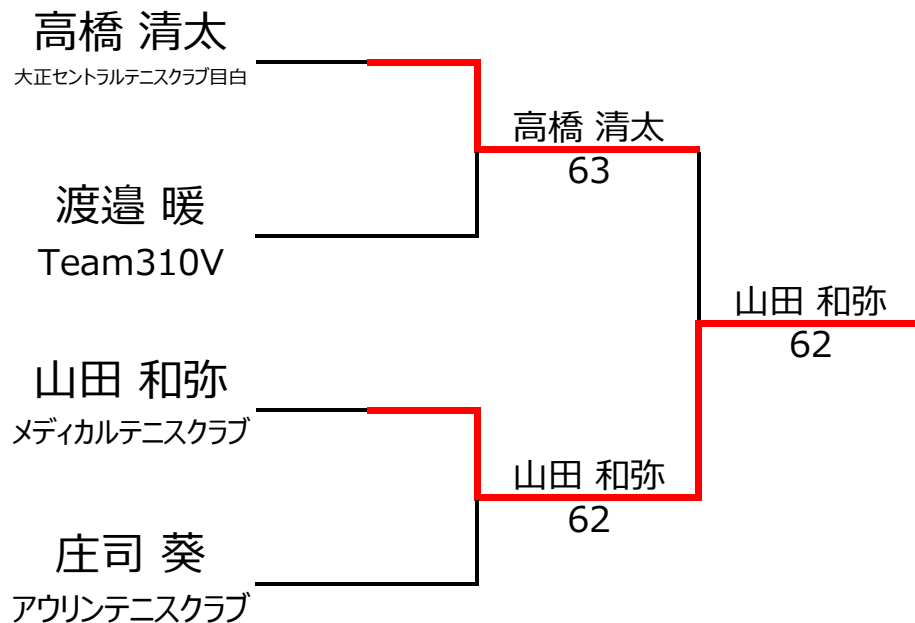 高橋 清太
大正セントラルテニスクラブ目白
高橋 清太
63
渡邉 暖
Team310V
山田 和弥
62
山田 和弥
メディカルテニスクラブ
山田 和弥
62
庄司 葵
アウリンテニスクラブ